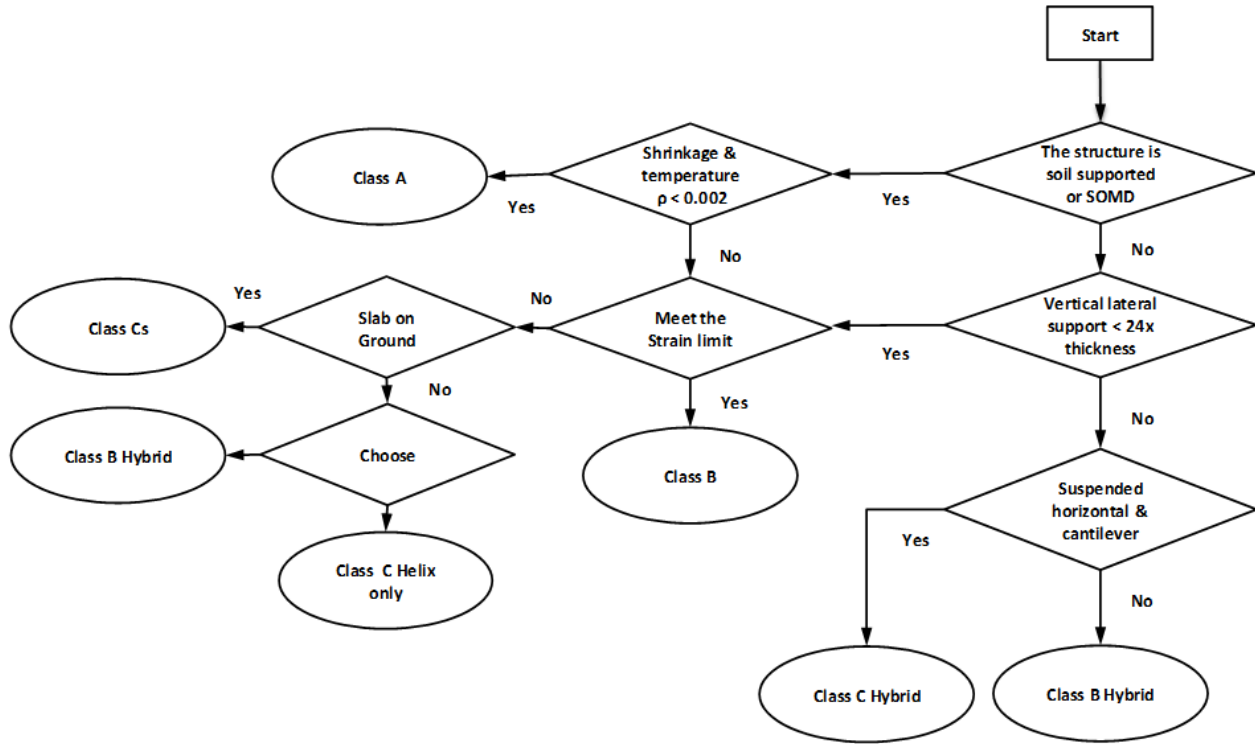 Start
The structure is
soil supported
or SOMD
Yes
No
Shrinkage &
temperature
ρ < 0.002
Yes
No
Class A
Vertical lateral
support < 24x
thickness
Yes
No
Meet the
Strain limit
No
Yes
Slab on
Ground
Yes
No
Class Cs
Choose
Class B Hybrid
Class C Helix
only
Class B
Suspended
horizontal &
cantilever
Yes
No
Class C Hybrid
Class B Hybrid